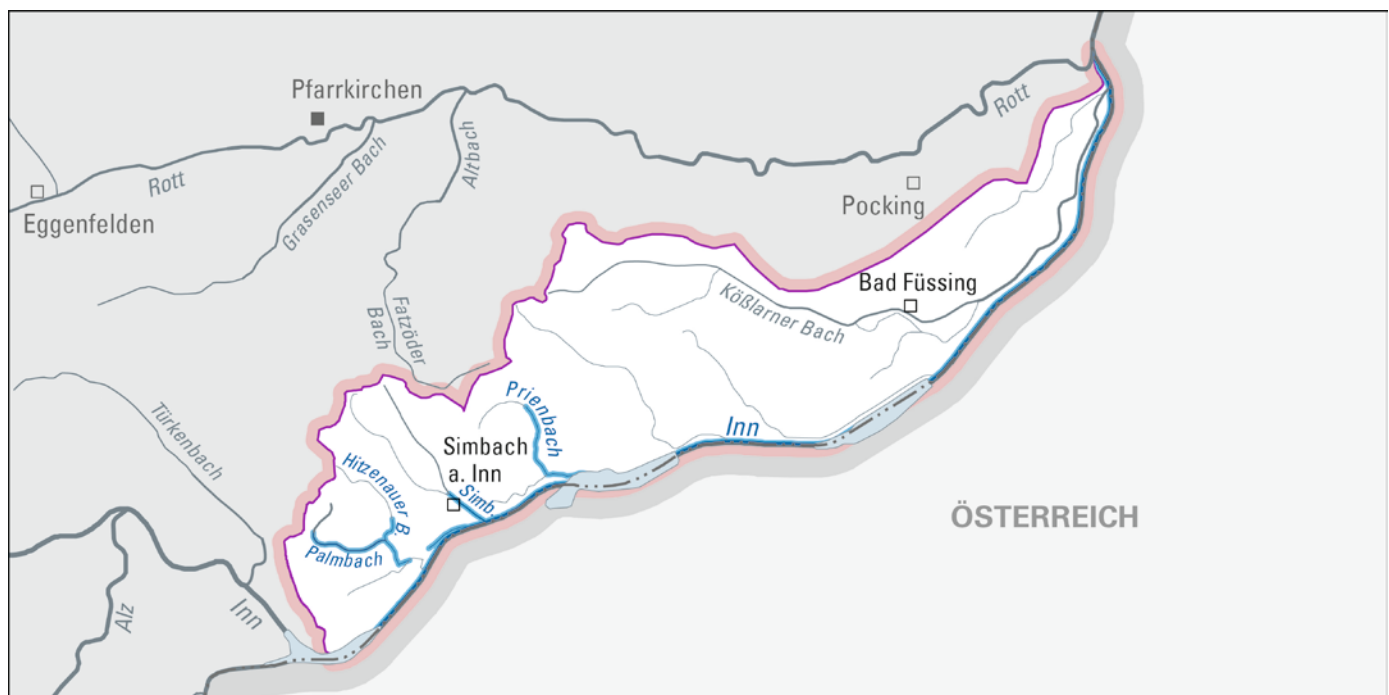 Pfarrkirchen
Rott
Altbach
Rott
Grasenseer Bach
Pocking
Eggenfelden
Bad Füssing
Kößlarner Bach
Fatzöder
Bach
Türkenbach
Prienbach
Inn
Simbach
a. Inn
Hitzenauer B.
Simb.
ÖSTERREICH
Palmbach
Inn
Alz